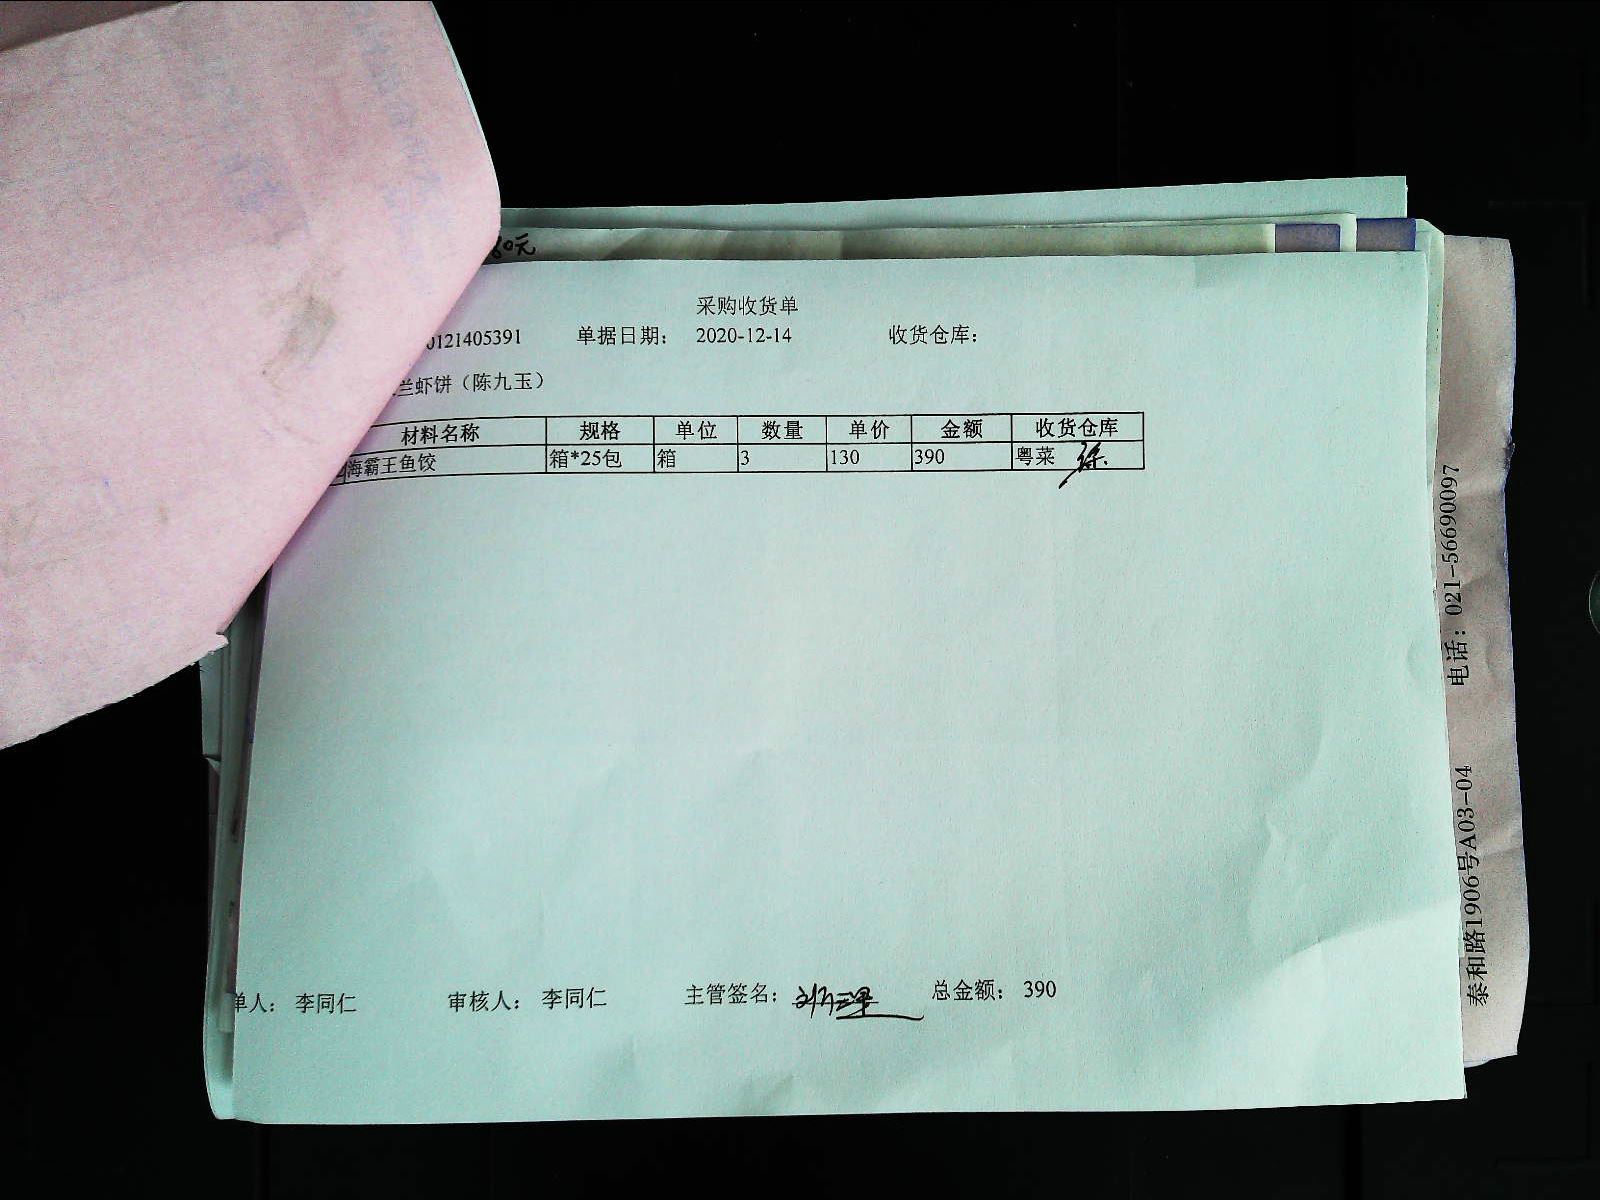 80元
采购收货单
0121405391 单据日期： 2020-12-14 收货仓库：
兰虾饼（陈九玉）
材料名称 规格 单位 数量 单价 金额 收货仓库
海霸王鱼饺 箱*25包 箱 3 130 390 粤菜
单人： 李同仁 审核人： 李同仁 主管签名： 总金额： 390
泰和路1906号A03-04 电话：021-56690097